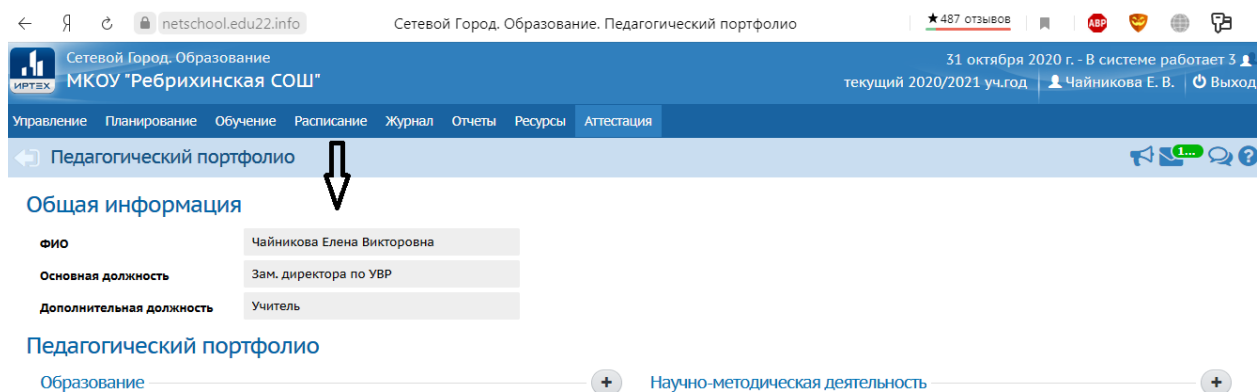 netschool.edu22.info Сетевой Город. Образование. Педагогический портфолио ★487 отзывов ABP
Сетевой Город. Образование
ИРТЕХ МКОУ "Ребрихинская СОШ"
31 октября 2020 г. - В системе работает 3
текущий 2020/2021 уч.год Чайникова Е. В. Выход
Управление Планирование Обучение Расписание Журнал Отчеты Ресурсы Аттестация
Педагогический портфолио 1... ?
Общая информация
ФИО Чайникова Елена Викторовна
Основная должность Зам. директора по УВР
Дополнительная должность Учитель
Педагогический портфолио
Образование + Научно-методическая деятельность +